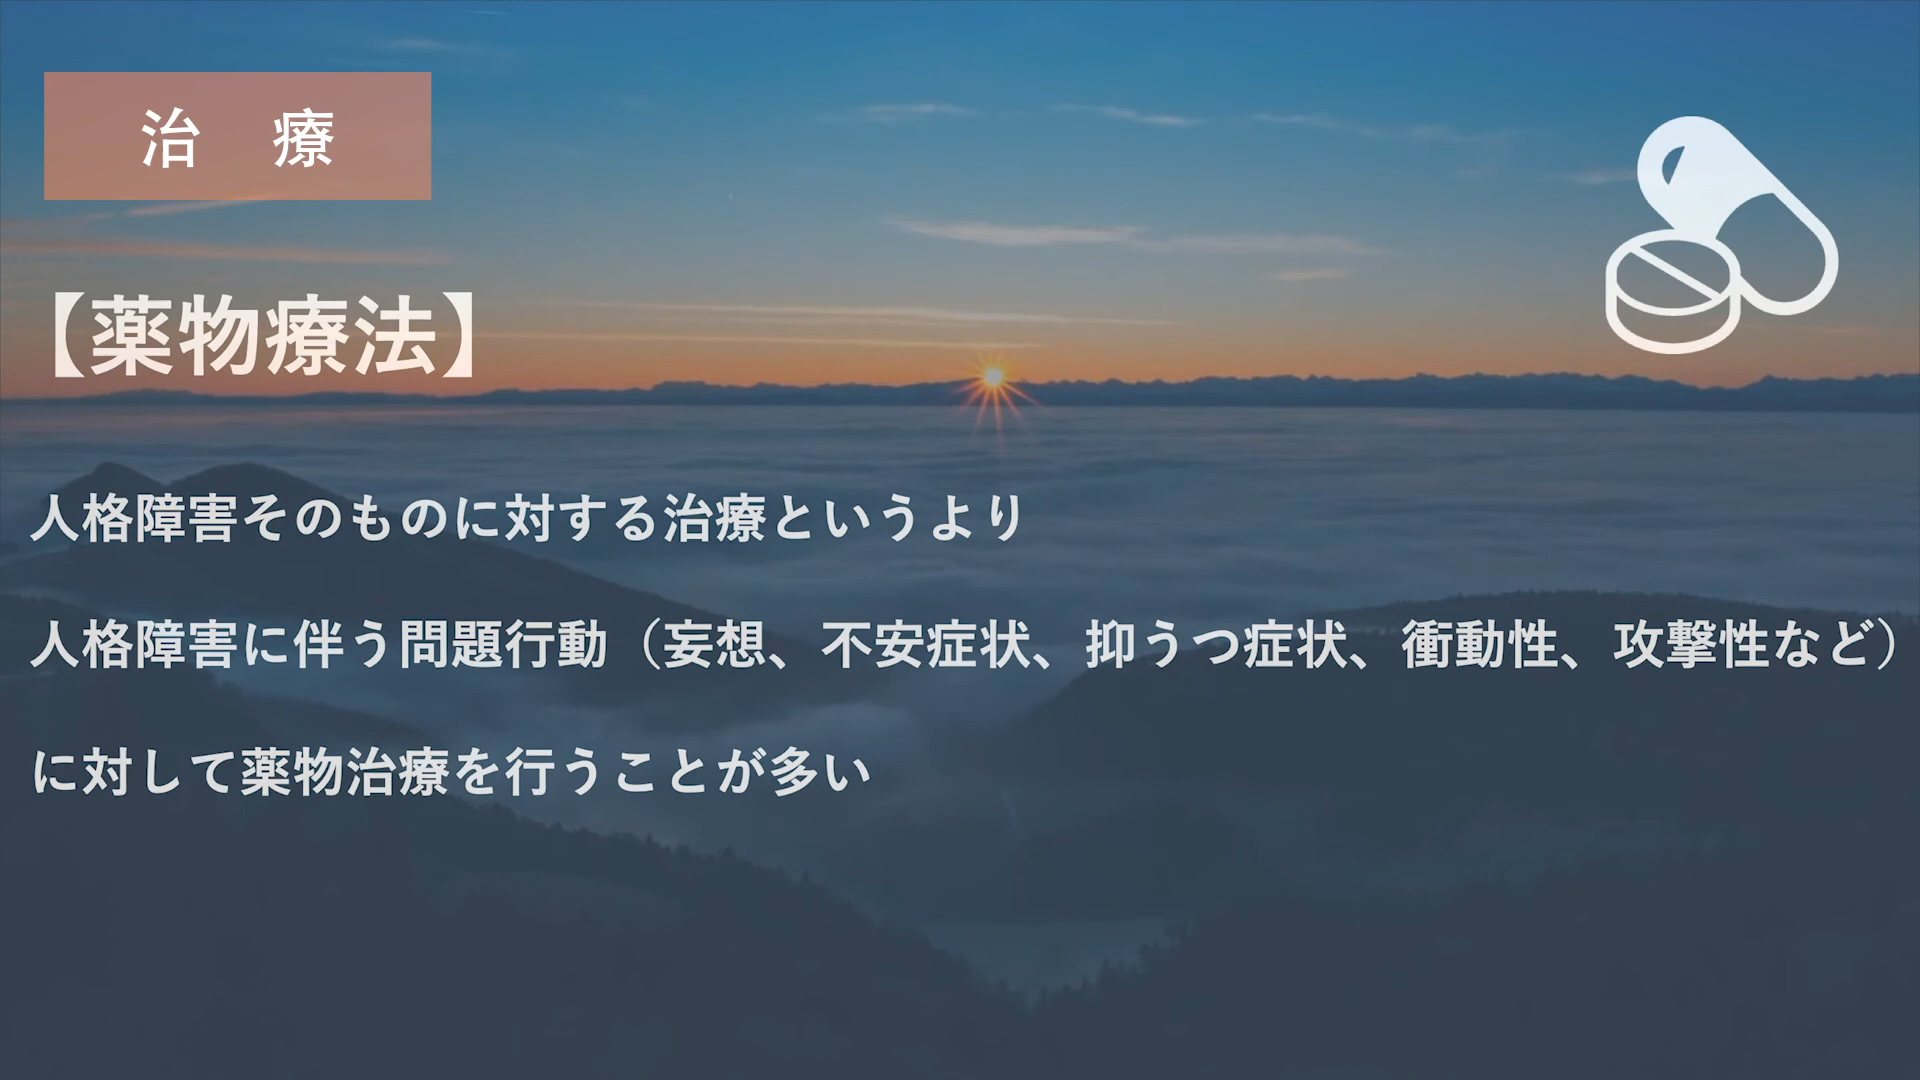 治　療
【薬物療法】
人格障害そのものに対する治療というより
人格障害に伴う問題行動（妄想、不安症状、抑うつ症状、衝動性、攻撃性など）
に対して薬物治療を行うことが多い